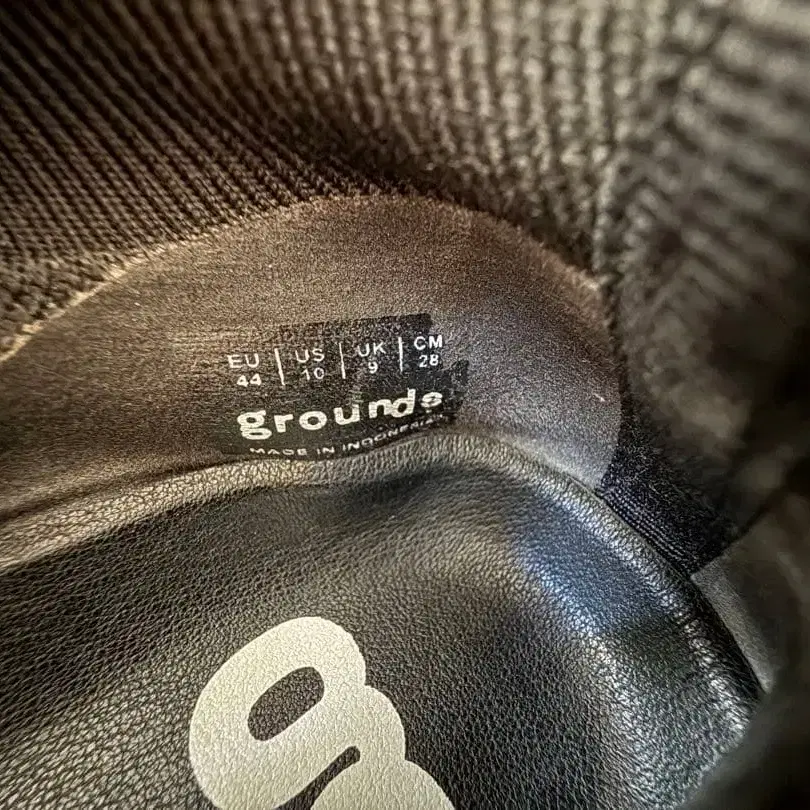 EU | US | UK | CM
44 | 10 | 9 | 28
grounds
MADE IN INDONESIA
g